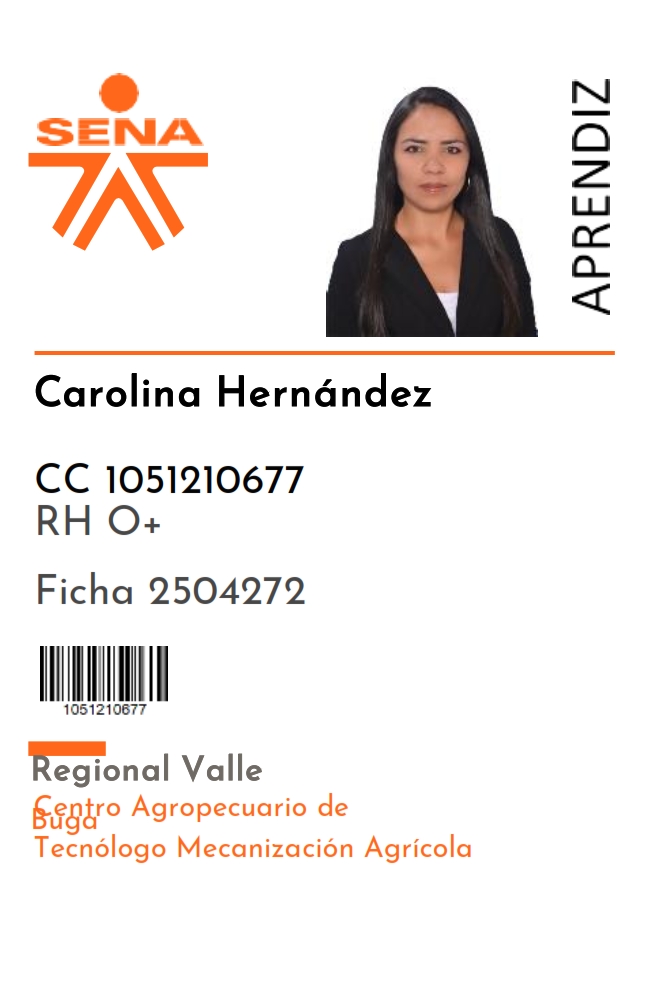 SENA
APRENDIZ
Carolina Hernández
CC 1051210677
RH O+
Ficha 2504272
1051210677
Regional Valle
Centro Agropecuario de
Buga
Tecnólogo Mecanización Agrícola